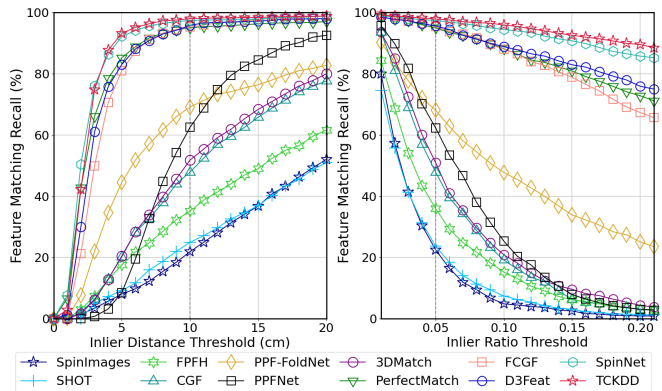 100
80
60
40
20
0
0 5 10 15 20
Feature Matching Recall (%)
Inlier Distance Threshold (cm)
100
80
60
40
20
0
0.05 0.10 0.15 0.20
Feature Matching Recall (%)
Inlier Ratio Threshold
SpinImages FPFH PPF-FoldNet 3DMatch FCGF SpinNet
SHOT CGF PPFNet PerfectMatch D3Feat TCKDD